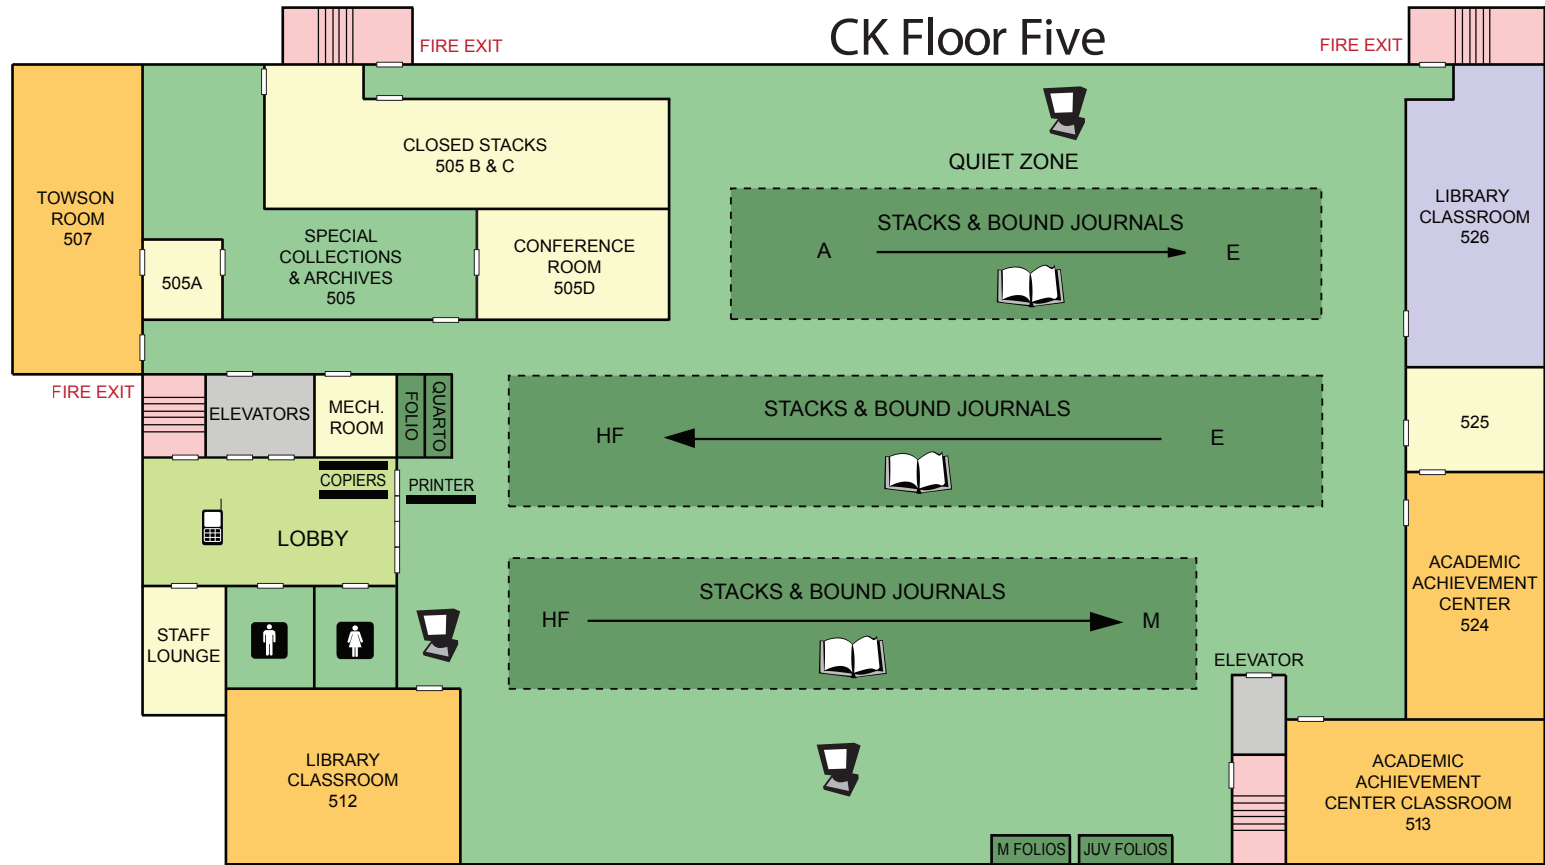 CK Floor Five
FIRE EXIT
FIRE EXIT
CLOSED STACKS
505 B & C
QUIET ZONE
TOWSON
ROOM
507
SPECIAL
COLLECTIONS
& ARCHIVES
505
505A
CONFERENCE
ROOM
505D
STACKS & BOUND JOURNALS
A
E
LIBRARY
CLASSROOM
526
FIRE EXIT
ELEVATORS
MECH.
ROOM
FOLIO
QUARTO
STACKS & BOUND JOURNALS
HF
E
525
COPIERS
PRINTER
LOBBY
STACKS & BOUND JOURNALS
HF
M
ACADEMIC
ACHIEVEMENT
CENTER
524
STAFF
LOUNGE
ELEVATOR
LIBRARY
CLASSROOM
512
ACADEMIC
ACHIEVEMENT
CENTER CLASSROOM
513
M FOLIOS
JUV FOLIOS